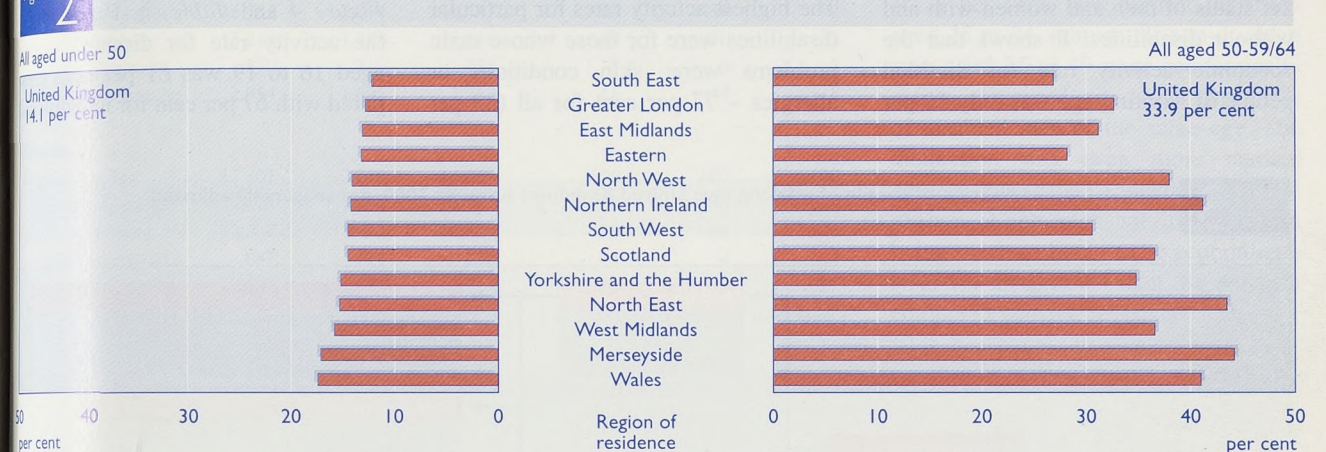 2
All aged under 50
All aged 50-59/64
United Kingdom
14.1 per cent
United Kingdom
33.9 per cent
South East
Greater London
East Midlands
Eastern
North West
Northern Ireland
South West
Scotland
Yorkshire and the Humber
North East
West Midlands
Merseyside
Wales
50 40 30 20 10 0
0 10 20 30 40 50
per cent
Region of
residence
per cent